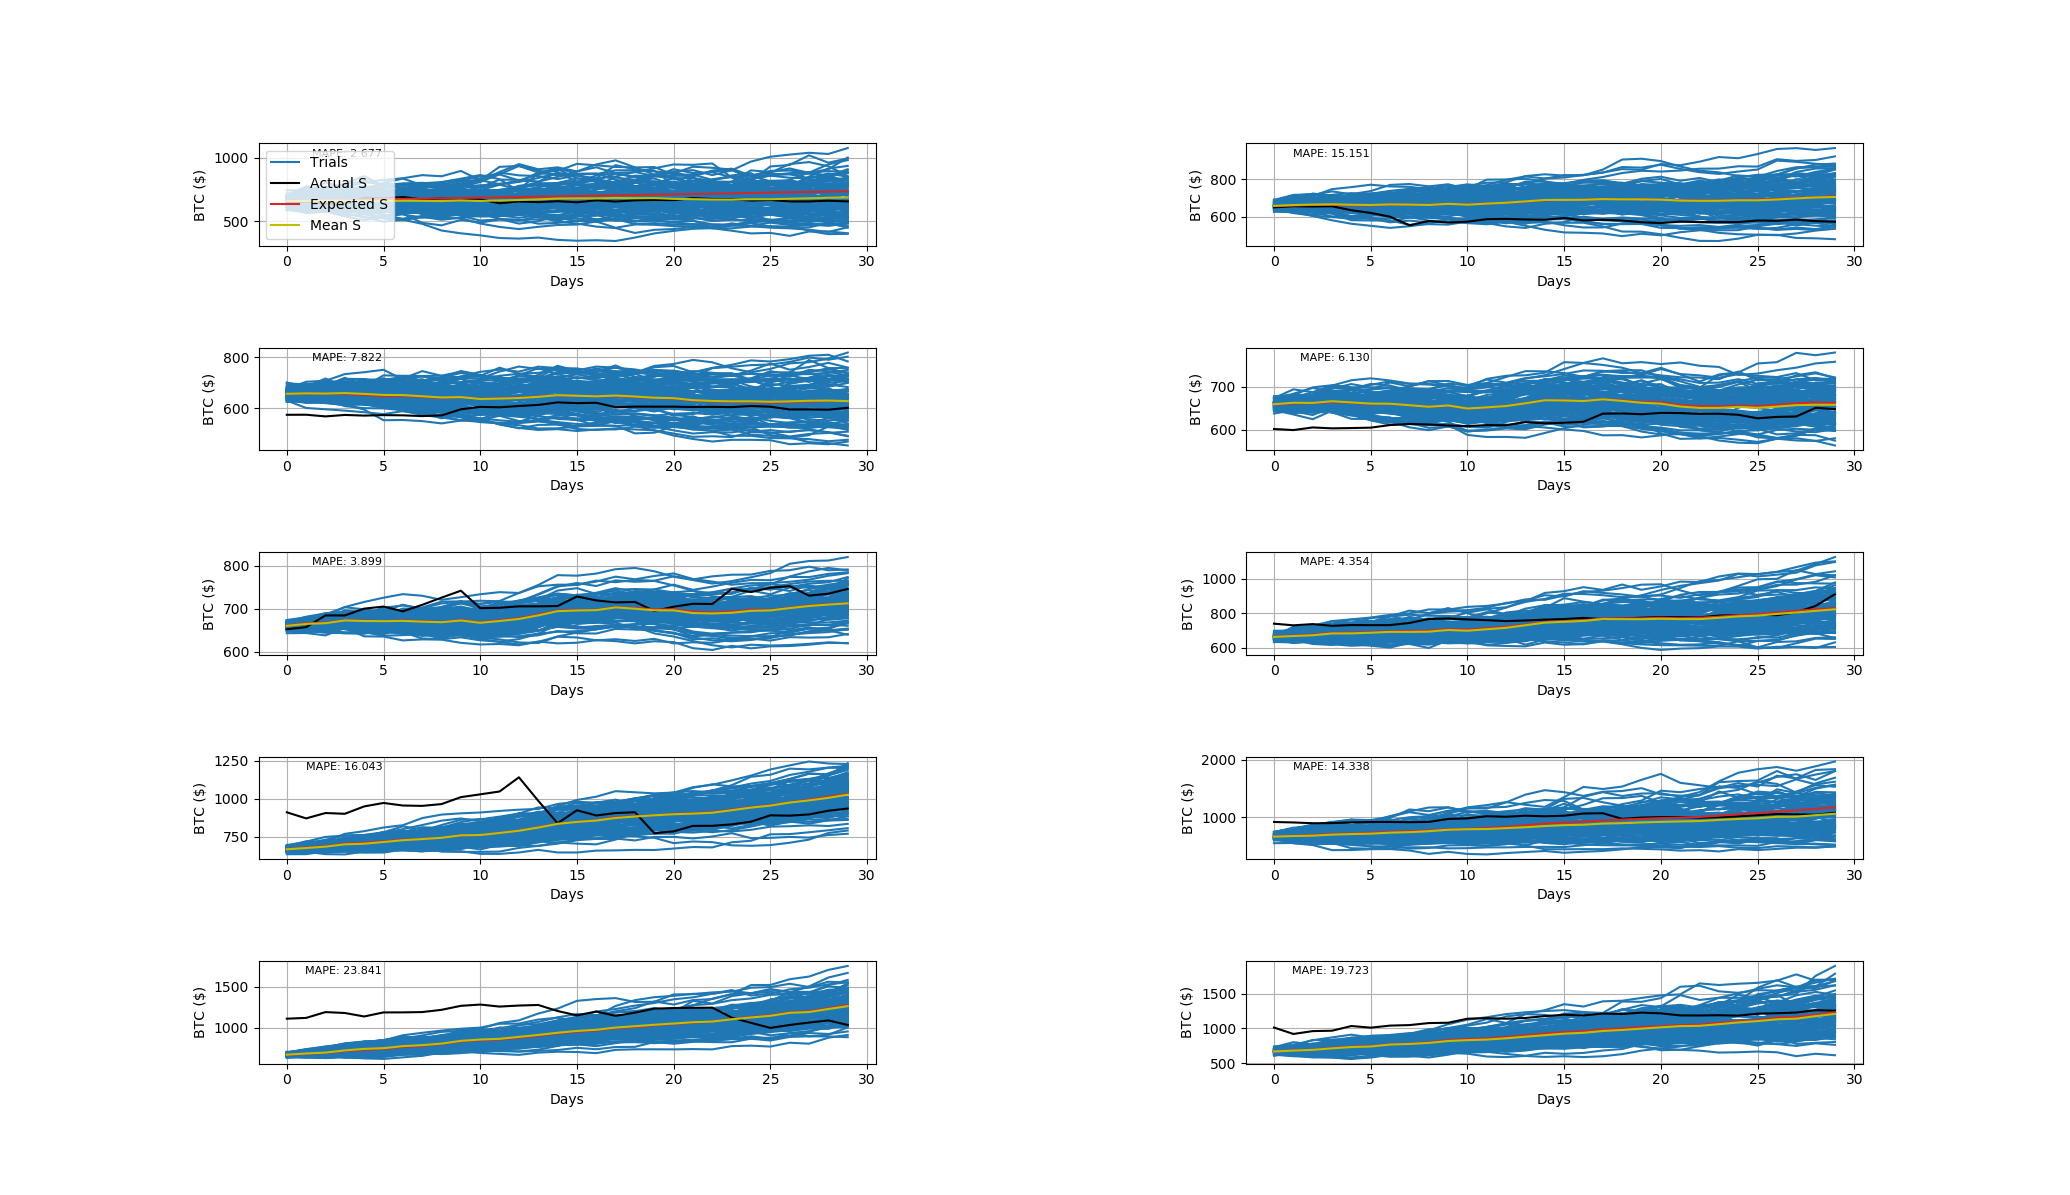 MAPE: 2.677
Trials
Actual S
Expected S
Mean S
1000
500
BTC ($)
0 5 10 15 20 25 30
Days
MAPE: 15.151
800
600
BTC ($)
0 5 10 15 20 25 30
Days
MAPE: 7.822
800
600
BTC ($)
0 5 10 15 20 25 30
Days
MAPE: 6.130
700
600
BTC ($)
0 5 10 15 20 25 30
Days
MAPE: 3.899
800
700
600
BTC ($)
0 5 10 15 20 25 30
Days
MAPE: 4.354
1000
800
600
BTC ($)
0 5 10 15 20 25 30
Days
MAPE: 16.043
1250
1000
750
BTC ($)
0 5 10 15 20 25 30
Days
MAPE: 14.338
2000
1000
BTC ($)
0 5 10 15 20 25 30
Days
MAPE: 23.841
1500
1000
BTC ($)
0 5 10 15 20 25 30
Days
MAPE: 19.723
1500
1000
500
BTC ($)
0 5 10 15 20 25 30
Days